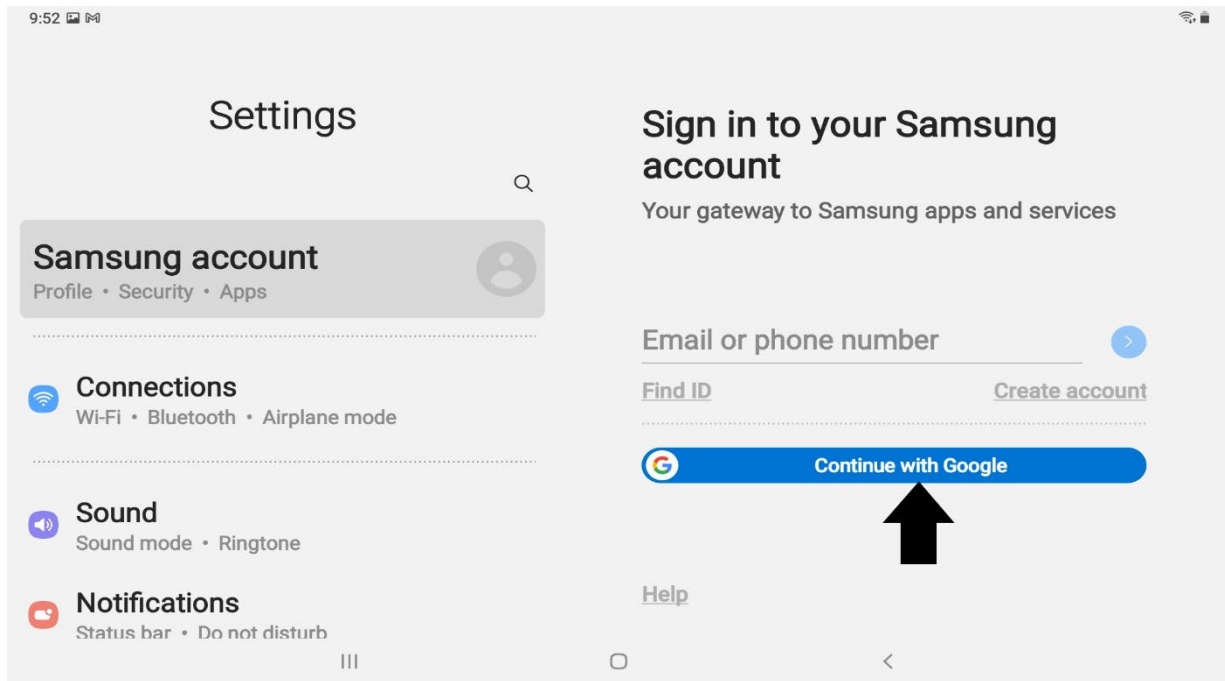 9:52
Settings
Samsung account
Profile • Security • Apps
Connections
Wi-Fi • Bluetooth • Airplane mode
Sound
Sound mode • Ringtone
Notifications
Status bar • Do not disturb
Sign in to your Samsung
account
Your gateway to Samsung apps and services
Email or phone number
Find ID
Create account
Continue with Google
Help